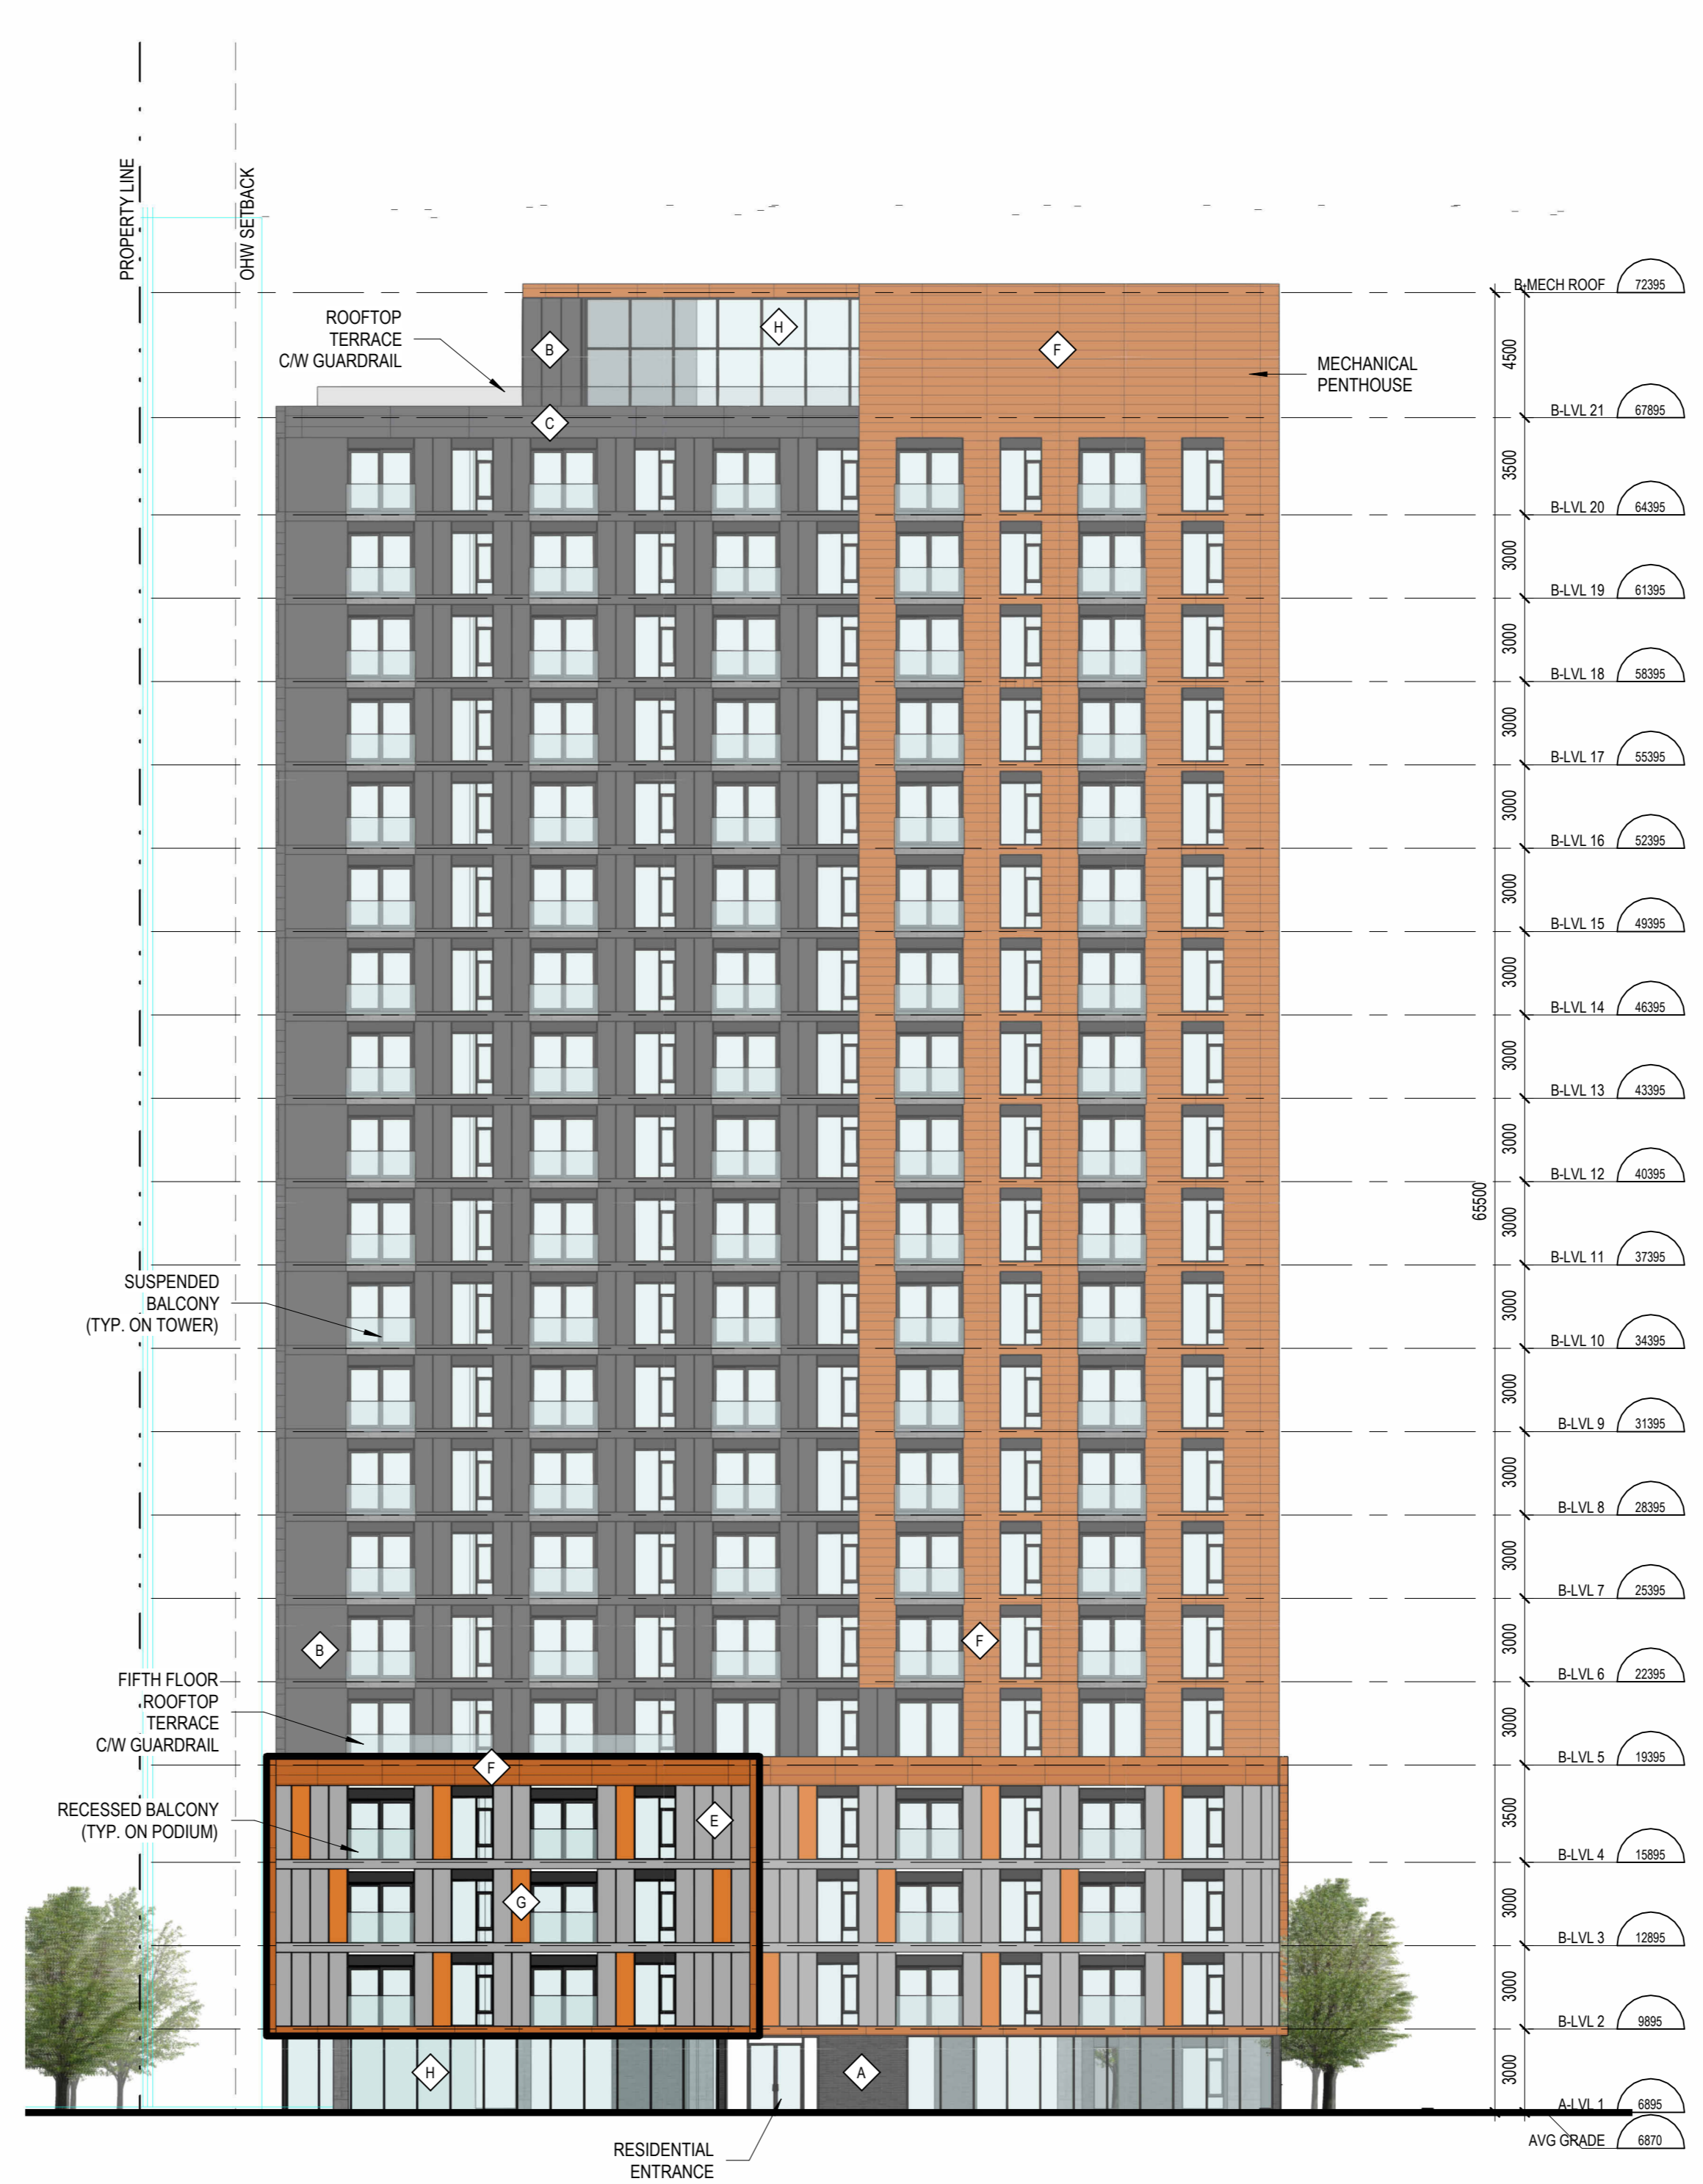 PROPERTY LINE
OHW SETBACK
B-MECH ROOF 72395
ROOFTOP
TERRACE
C/W GUARDRAIL
B
H
F
MECHANICAL
PENTHOUSE
4500
C
B-LVL 21 67895
3500
B-LVL 20 64395
3000
B-LVL 19 61395
3000
B-LVL 18 58395
3000
B-LVL 17 55395
3000
B-LVL 16 52395
3000
B-LVL 15 49395
3000
B-LVL 14 46395
3000
B-LVL 13 43395
3000
B-LVL 12 40395
65500
3000
B-LVL 11 37395
SUSPENDED
BALCONY
(TYP. ON TOWER)
3000
B-LVL 10 34395
3000
B-LVL 9 31395
3000
B-LVL 8 28395
3000
B-LVL 7 25395
B
F
3000
B-LVL 6 22395
FIFTH FLOOR
ROOFTOP
TERRACE
C/W GUARDRAIL
3000
B-LVL 5 19395
F
RECESSED BALCONY
(TYP. ON PODIUM)
E
3500
B-LVL 4 15895
G
3000
B-LVL 3 12895
3000
B-LVL 2 9895
H
A
3000
A-LVL 1 6895
AVG GRADE 6870
RESIDENTIAL
ENTRANCE